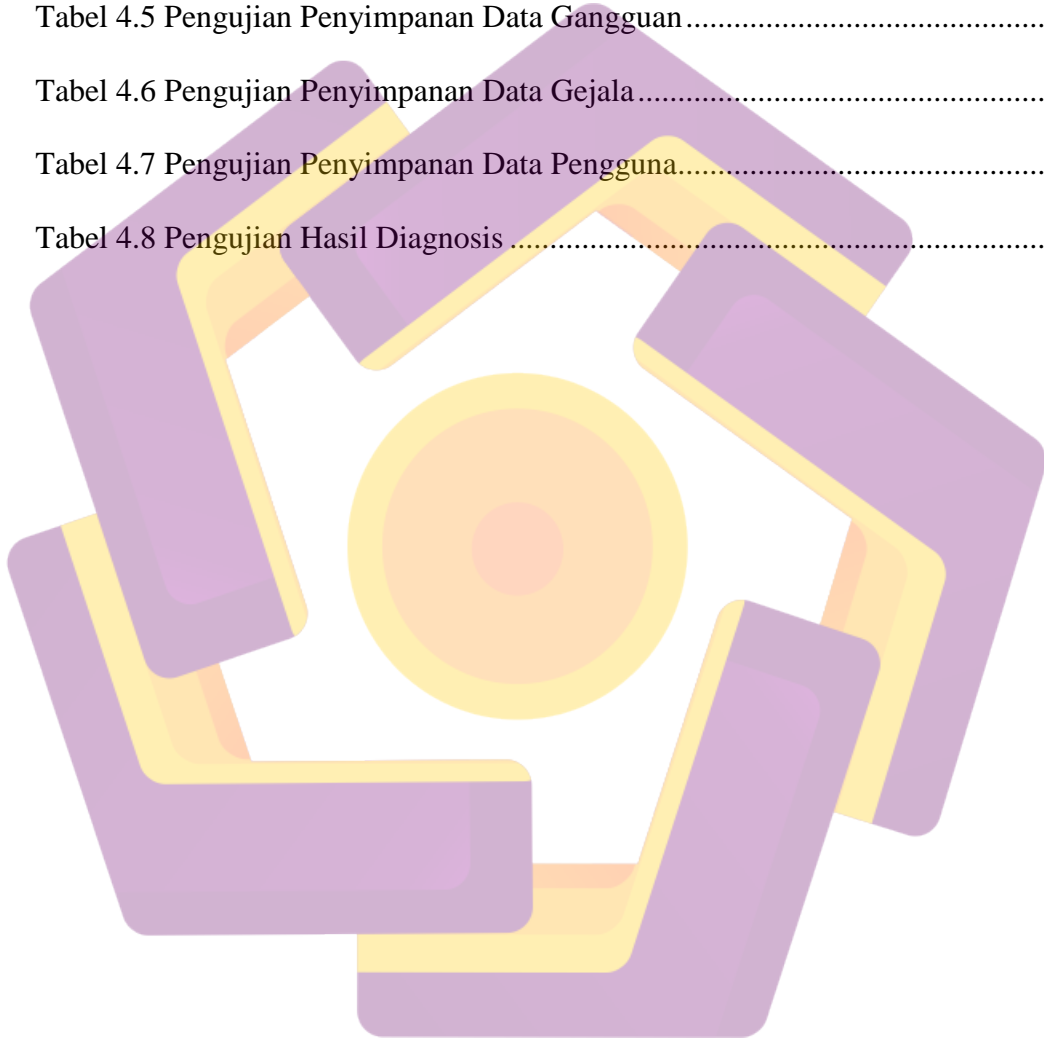 Tabel 4.5 Pengujian Penyimpanan Data Gangguan.............................................
Tabel 4.6 Pengujian Penyimpanan Data Gejala...................................................
Tabel 4.7 Pengujian Penyimpanan Data Pengguna..............................................
Tabel 4.8 Pengujian Hasil Diagnosis ...................................................................